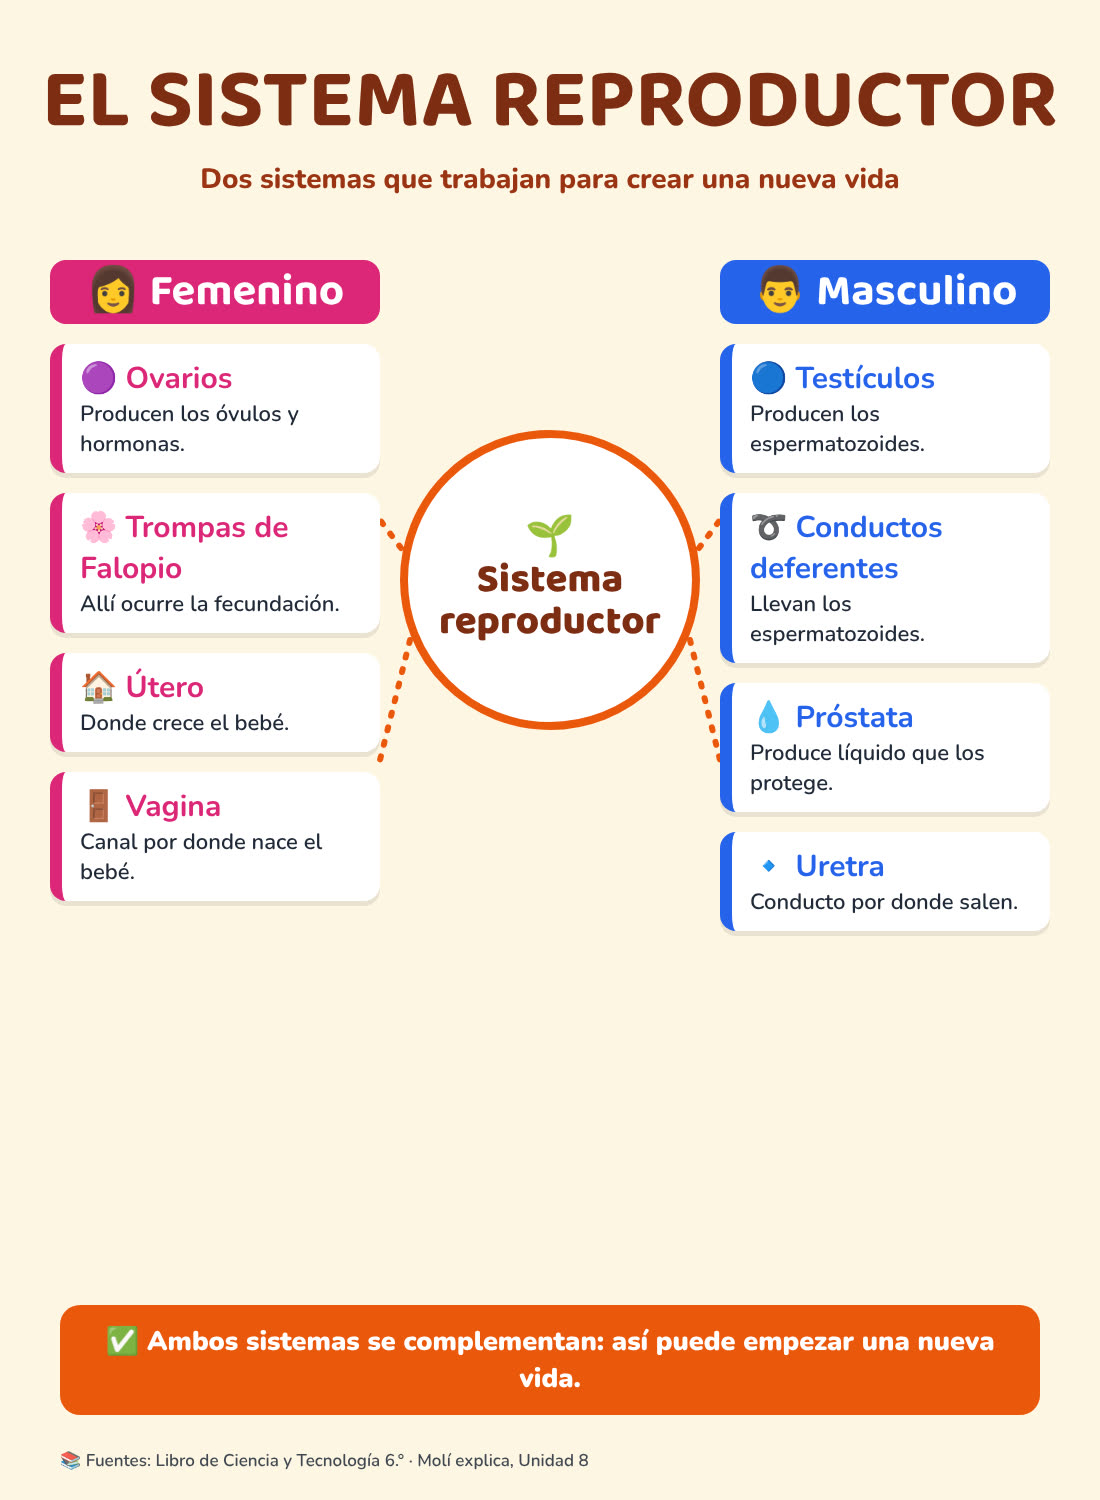 EL SISTEMA REPRODUCTOR
Dos sistemas que trabajan para crear una nueva vida
Femenino
Ovarios
Producen los óvulos y
hormonas.
Trompas de
Falopio
Allí ocurre la fecundación.
Útero
Donde crece el bebé.
Vagina
Canal por donde nace el
bebé.
Sistema
reproductor
Masculino
Testículos
Producen los
espermatozoides.
Conductos
deferentes
Llevan los
espermatozoides.
Próstata
Produce líquido que los
protege.
Uretra
Conducto por donde salen.
✅ Ambos sistemas se complementan: así puede empezar una nueva
vida.
📚 Fuentes: Libro de Ciencia y Tecnología 6.° · Molí explica, Unidad 8